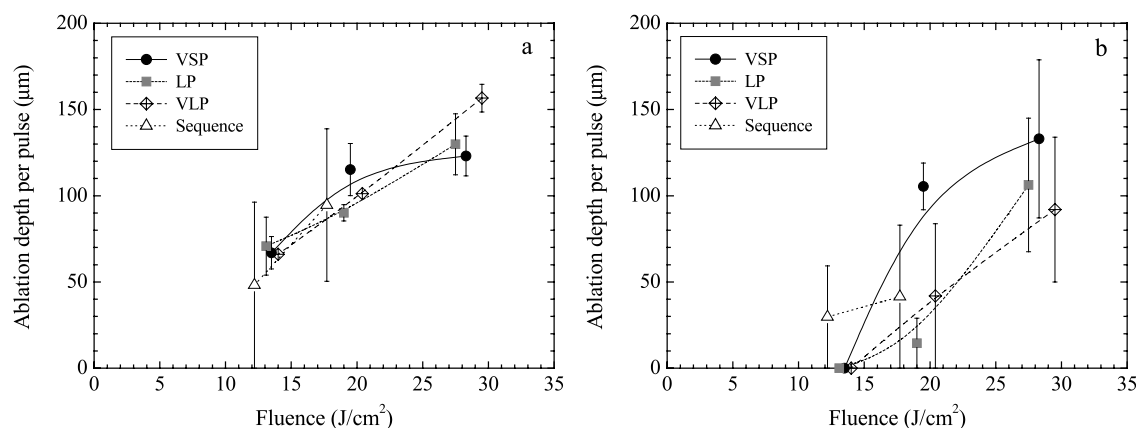 a
VSP
LP
VLP
Sequence
200
150
100
50
0
Ablation depth per pulse (μm)
0 5 10 15 20 25 30 35
Fluence (J/cm²)
b
VSP
LP
VLP
Sequence
200
150
100
50
0
Ablation depth per pulse (μm)
0 5 10 15 20 25 30 35
Fluence (J/cm²)